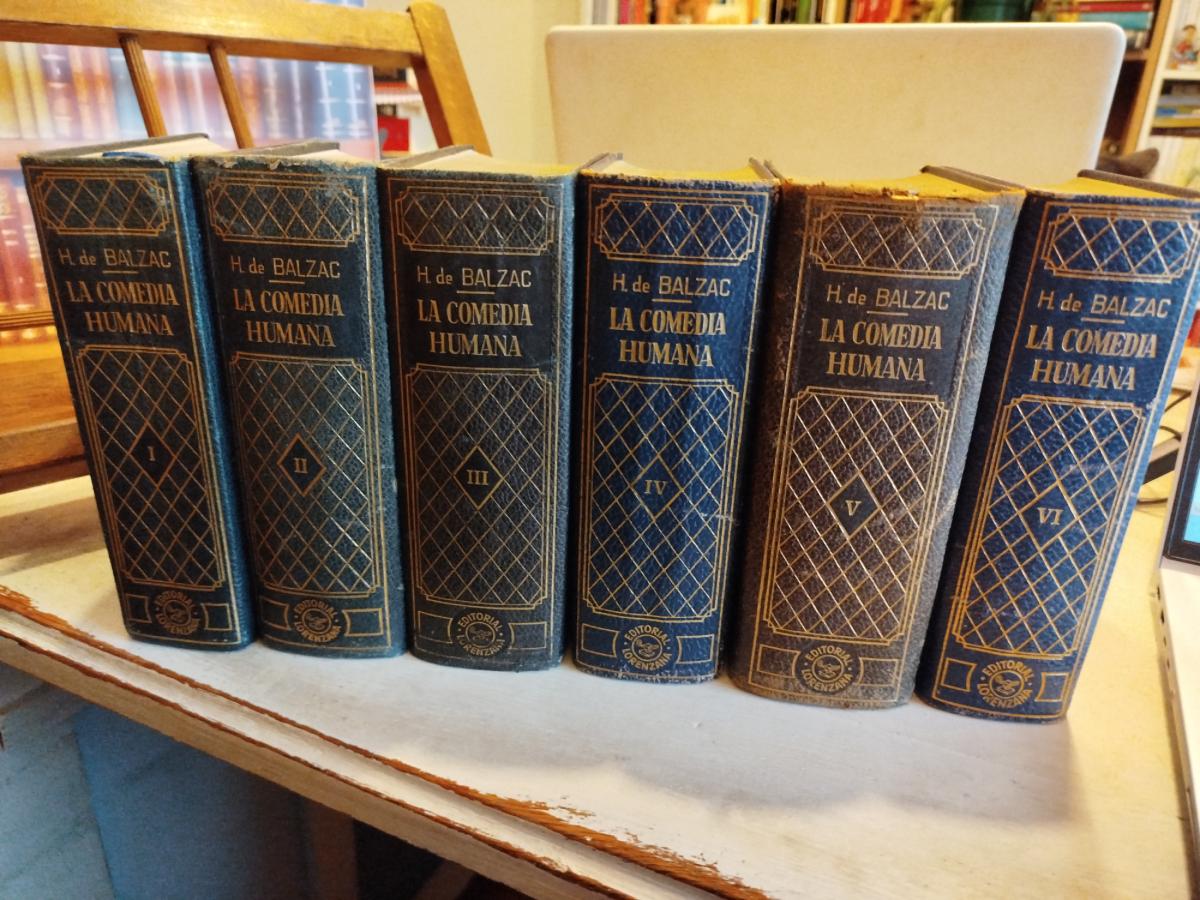 H. de BALZAC
LA COMEDIA
HUMANA
I
EDITORIAL
LORENZANA
H. de BALZAC
LA COMEDIA
HUMANA
II
EDITORIAL
LORENZANA
H. de BALZAC
LA COMEDIA
HUMANA
III
EDITORIAL
LORENZANA
H. de BALZAC
LA COMEDIA
HUMANA
IV
EDITORIAL
LORENZANA
H. de BALZAC
LA COMEDIA
HUMANA
V
EDITORIAL
LORENZANA
H. de BALZAC
LA COMEDIA
HUMANA
VI
EDITORIAL
LORENZANA